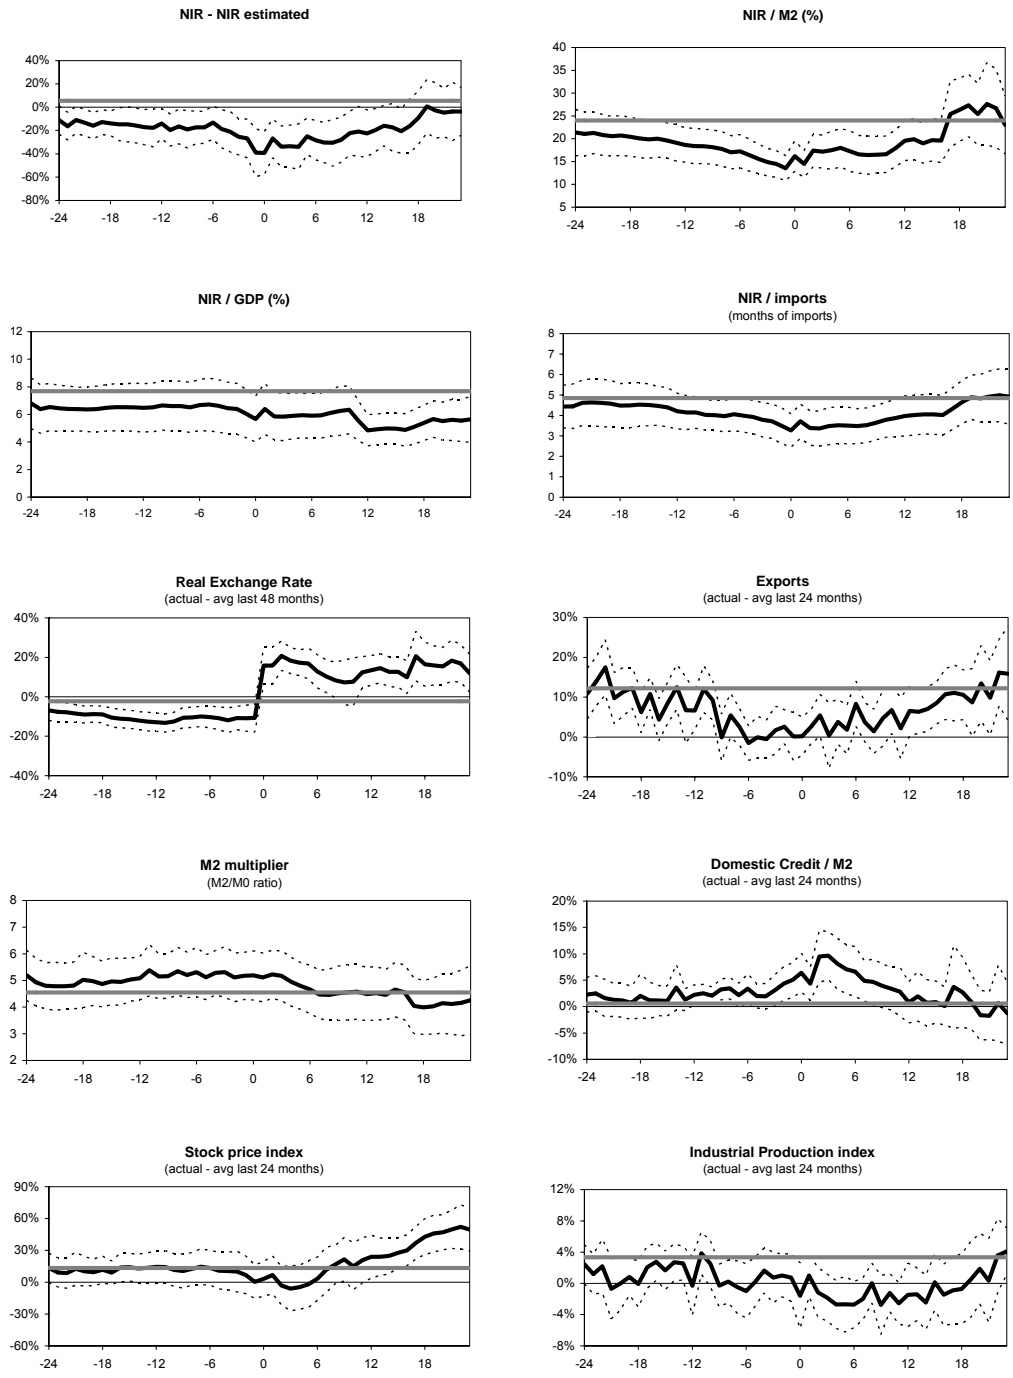 NIR - NIR estimated
40%
20%
0%
-20%
-40%
-60%
-80%
-24 -18 -12 -6 0 6 12 18
NIR / M2 (%)
40
35
30
25
20
15
10
5
-24 -18 -12 -6 0 6 12 18
NIR / GDP (%)
12
10
8
6
4
2
0
-24 -18 -12 -6 0 6 12 18
NIR / imports
(months of imports)
8
7
6
5
4
3
2
1
0
-24 -18 -12 -6 0 6 12 18
Real Exchange Rate
(actual - avg last 48 months)
40%
20%
0%
-20%
-40%
-24 -18 -12 -6 0 6 12 18
Exports
(actual - avg last 24 months)
30%
20%
10%
0%
-10%
-24 -18 -12 -6 0 6 12 18
M2 multiplier
(M2/M0 ratio)
8
7
6
5
4
3
2
-24 -18 -12 -6 0 6 12 18
Domestic Credit / M2
(actual - avg last 24 months)
20%
15%
10%
5%
0%
-5%
-10%
-24 -18 -12 -6 0 6 12 18
Stock price index
(actual - avg last 24 months)
90%
60%
30%
0%
-30%
-60%
-24 -18 -12 -6 0 6 12 18
Industrial Production index
(actual - avg last 24 months)
12%
8%
4%
0%
-4%
-8%
-24 -18 -12 -6 0 6 12 18